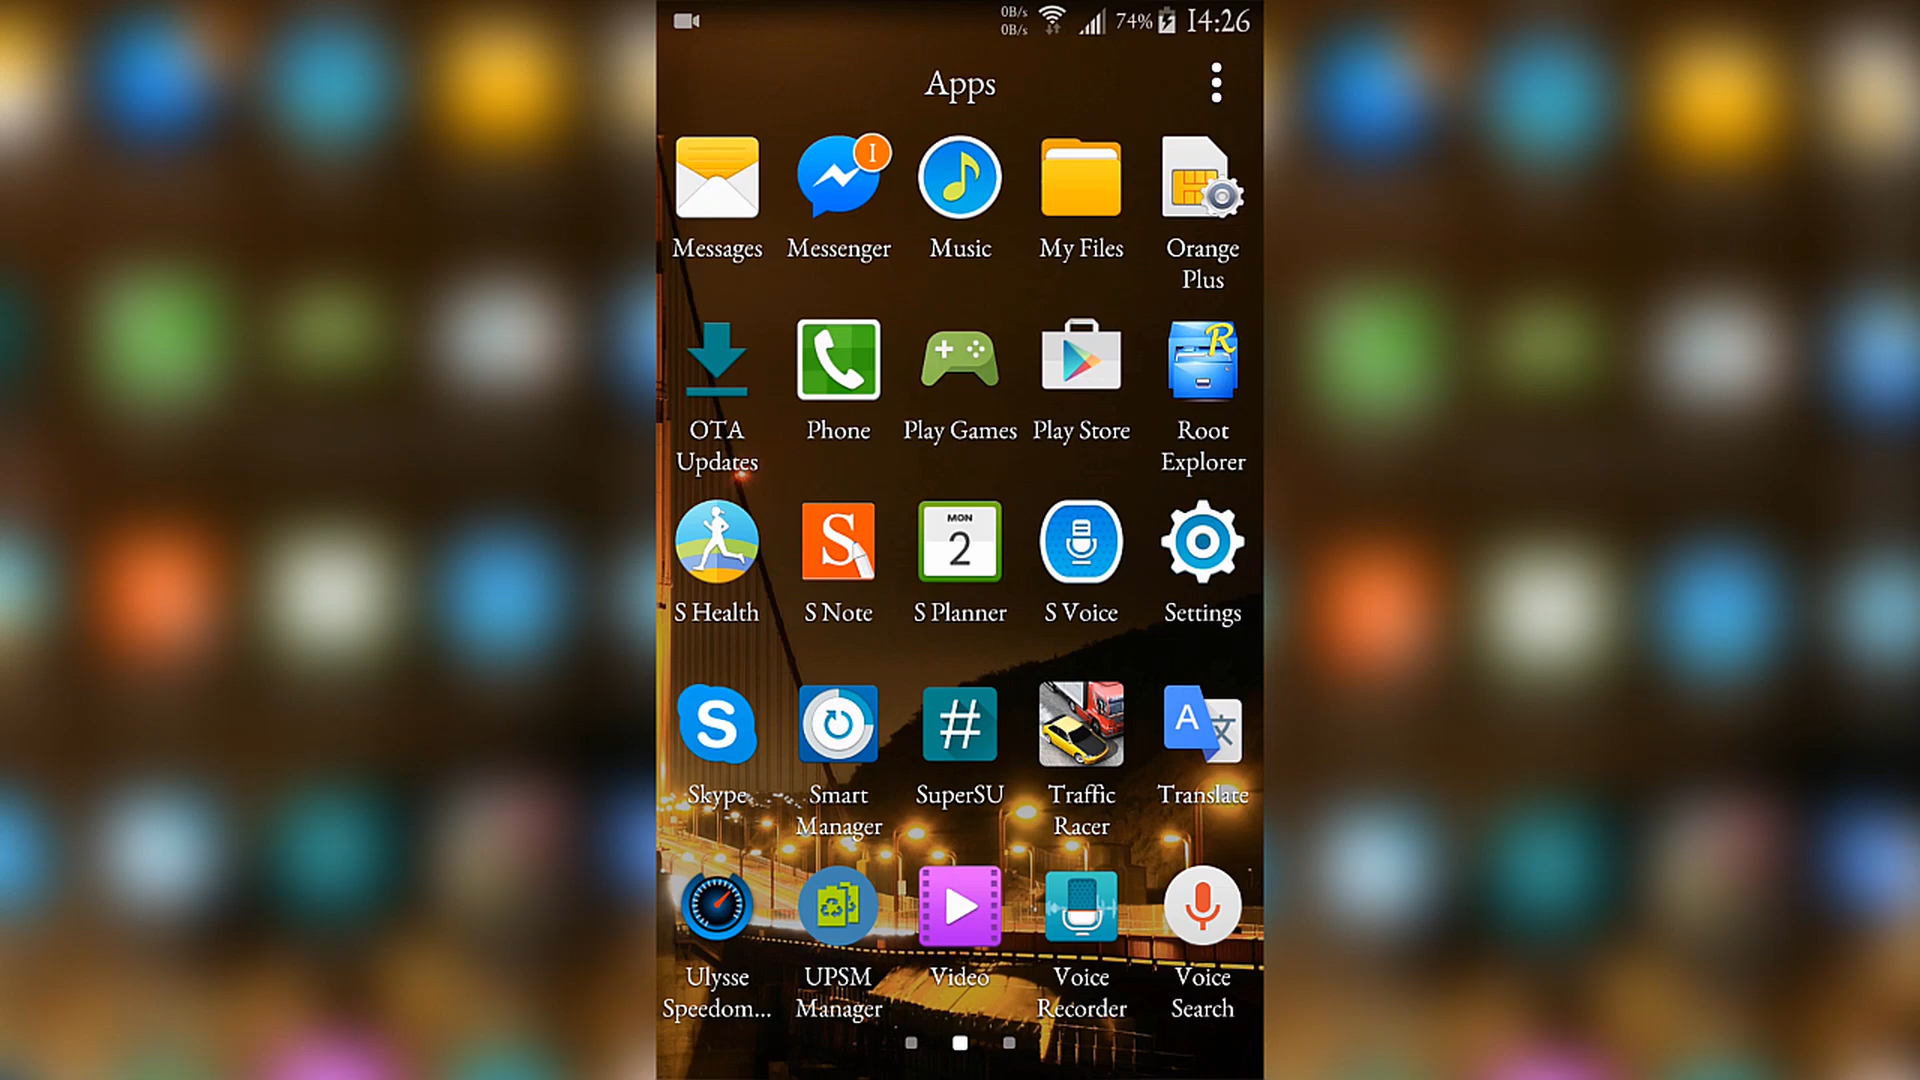 0B/s
0B/s
74%
14:26
Apps
1
Messages Messenger Music My Files Orange
Plus
R
OTA Phone Play Games Play Store Root
Updates Explorer
S MON
2
S Health S Note S Planner S Voice Settings
S # A 文
Skype Smart SuperSU Traffic Translate
Manager Racer
Ulysse UPSM Video Voice Voice
Speedom... Manager Recorder Search